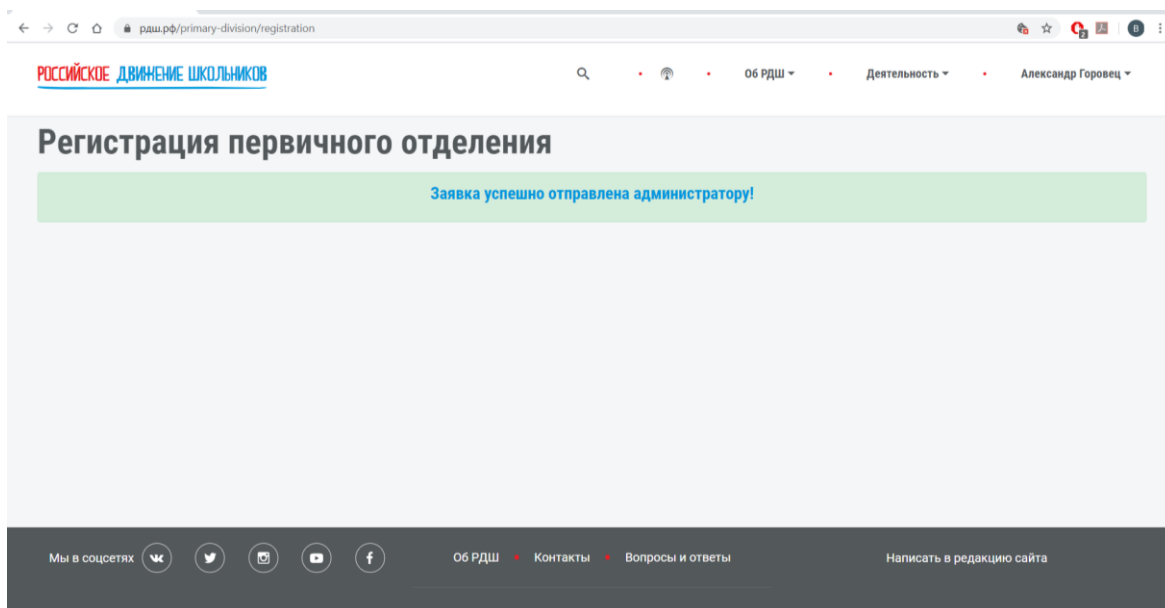 рдш.рф/primary-division/registration
2
В
РОССИЙСКОЕ ДВИЖЕНИЕ ШКОЛЬНИКОВ
Об РДШ
Деятельность
Александр Горовец
Регистрация первичного отделения
Заявка успешно отправлена администратору!
Мы в соцсетях
Об РДШ • Контакты • Вопросы и ответы
Написать в редакцию сайта